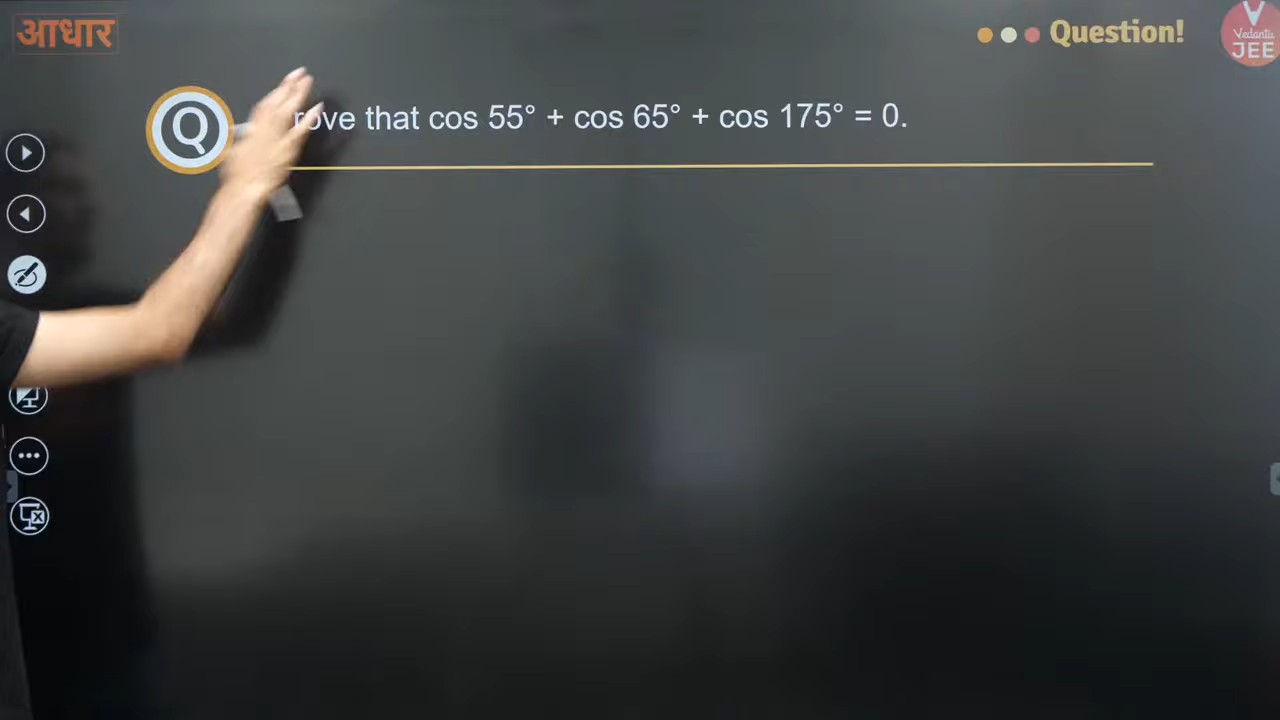 आधार
Question!
Vedantu
JEE
Q
rove that cos 55° + cos 65° + cos 175° = 0.